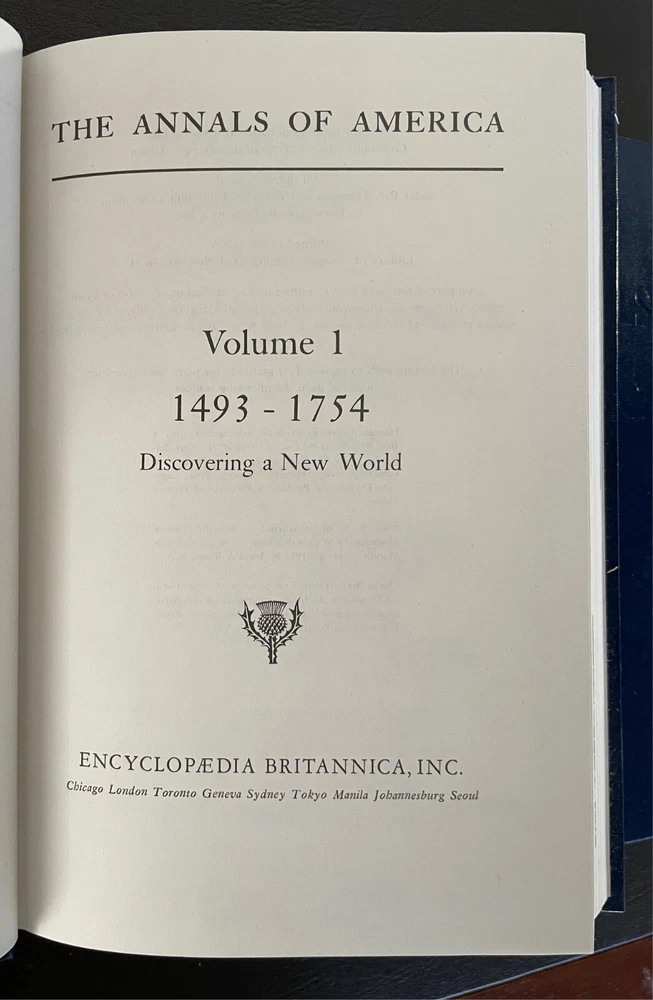 THE ANNALS OF AMERICA
Volume 1
1493 - 1754
Discovering a New World
ENCYCLOPÆDIA BRITANNICA, INC.
Chicago London Toronto Geneva Sydney Tokyo Manila Johannesburg Seoul